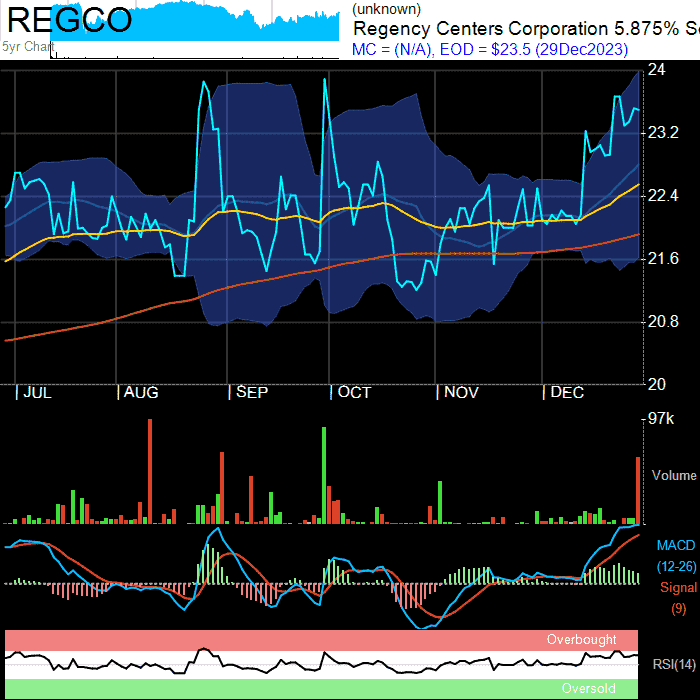 REGCO
5yr Chart
(unknown)
Regency Centers Corporation 5.875% S
MC = (N/A), EOD = $23.5 (29Dec2023)
24
23.2
22.4
21.6
20.8
20
| JUL | AUG | SEP | OCT | NOV | DEC
97k
Volume
MACD
(12-26)
Signal
(9)
Overbought
RSI(14)
Oversold